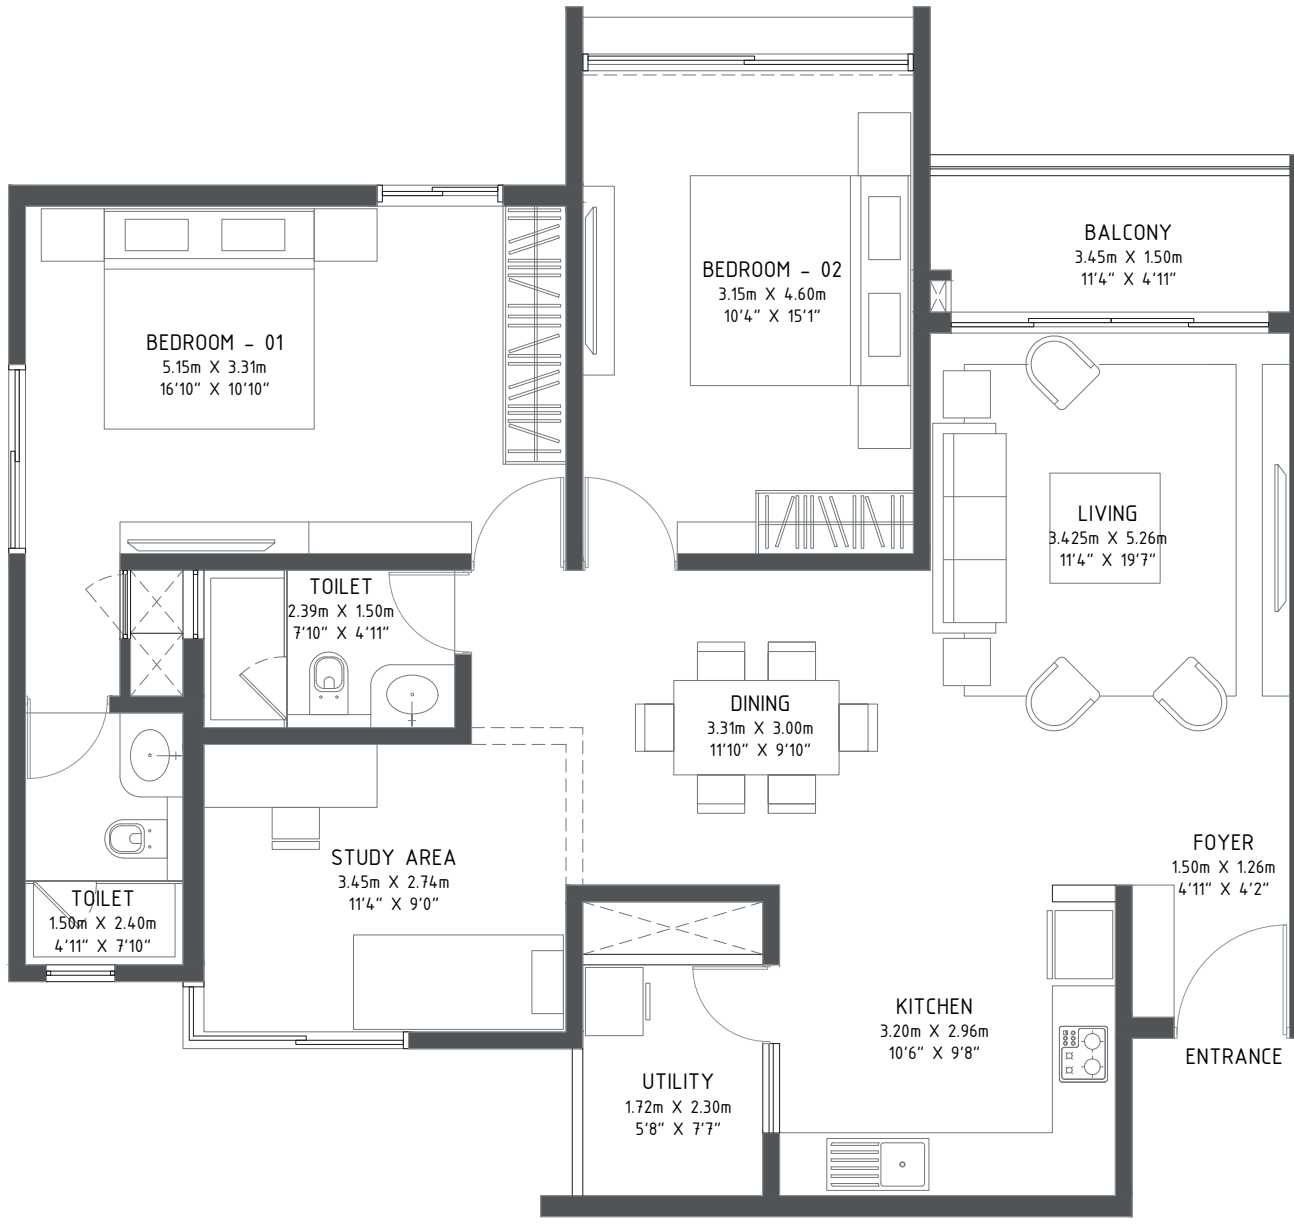 BALCONY
3.45m X 1.50m
11'4" X 4'11"
BEDROOM - 02
3.15m X 4.60m
10'4" X 15'1"
BEDROOM - 01
5.15m X 3.31m
16'10" X 10'10"
LIVING
3.425m X 5.26m
11'4" X 19'7"
TOILET
2.39m X 1.50m
7'10" X 4'11"
DINING
3.31m X 3.00m
11'10" X 9'10"
FOYER
1.50m X 1.26m
4'11" X 4'2"
STUDY AREA
3.45m X 2.74m
11'4" X 9'0"
TOILET
1.50m X 2.40m
4'11" X 7'10"
KITCHEN
3.20m X 2.96m
10'6" X 9'8"
ENTRANCE
UTILITY
1.72m X 2.30m
5'8" X 7'7"